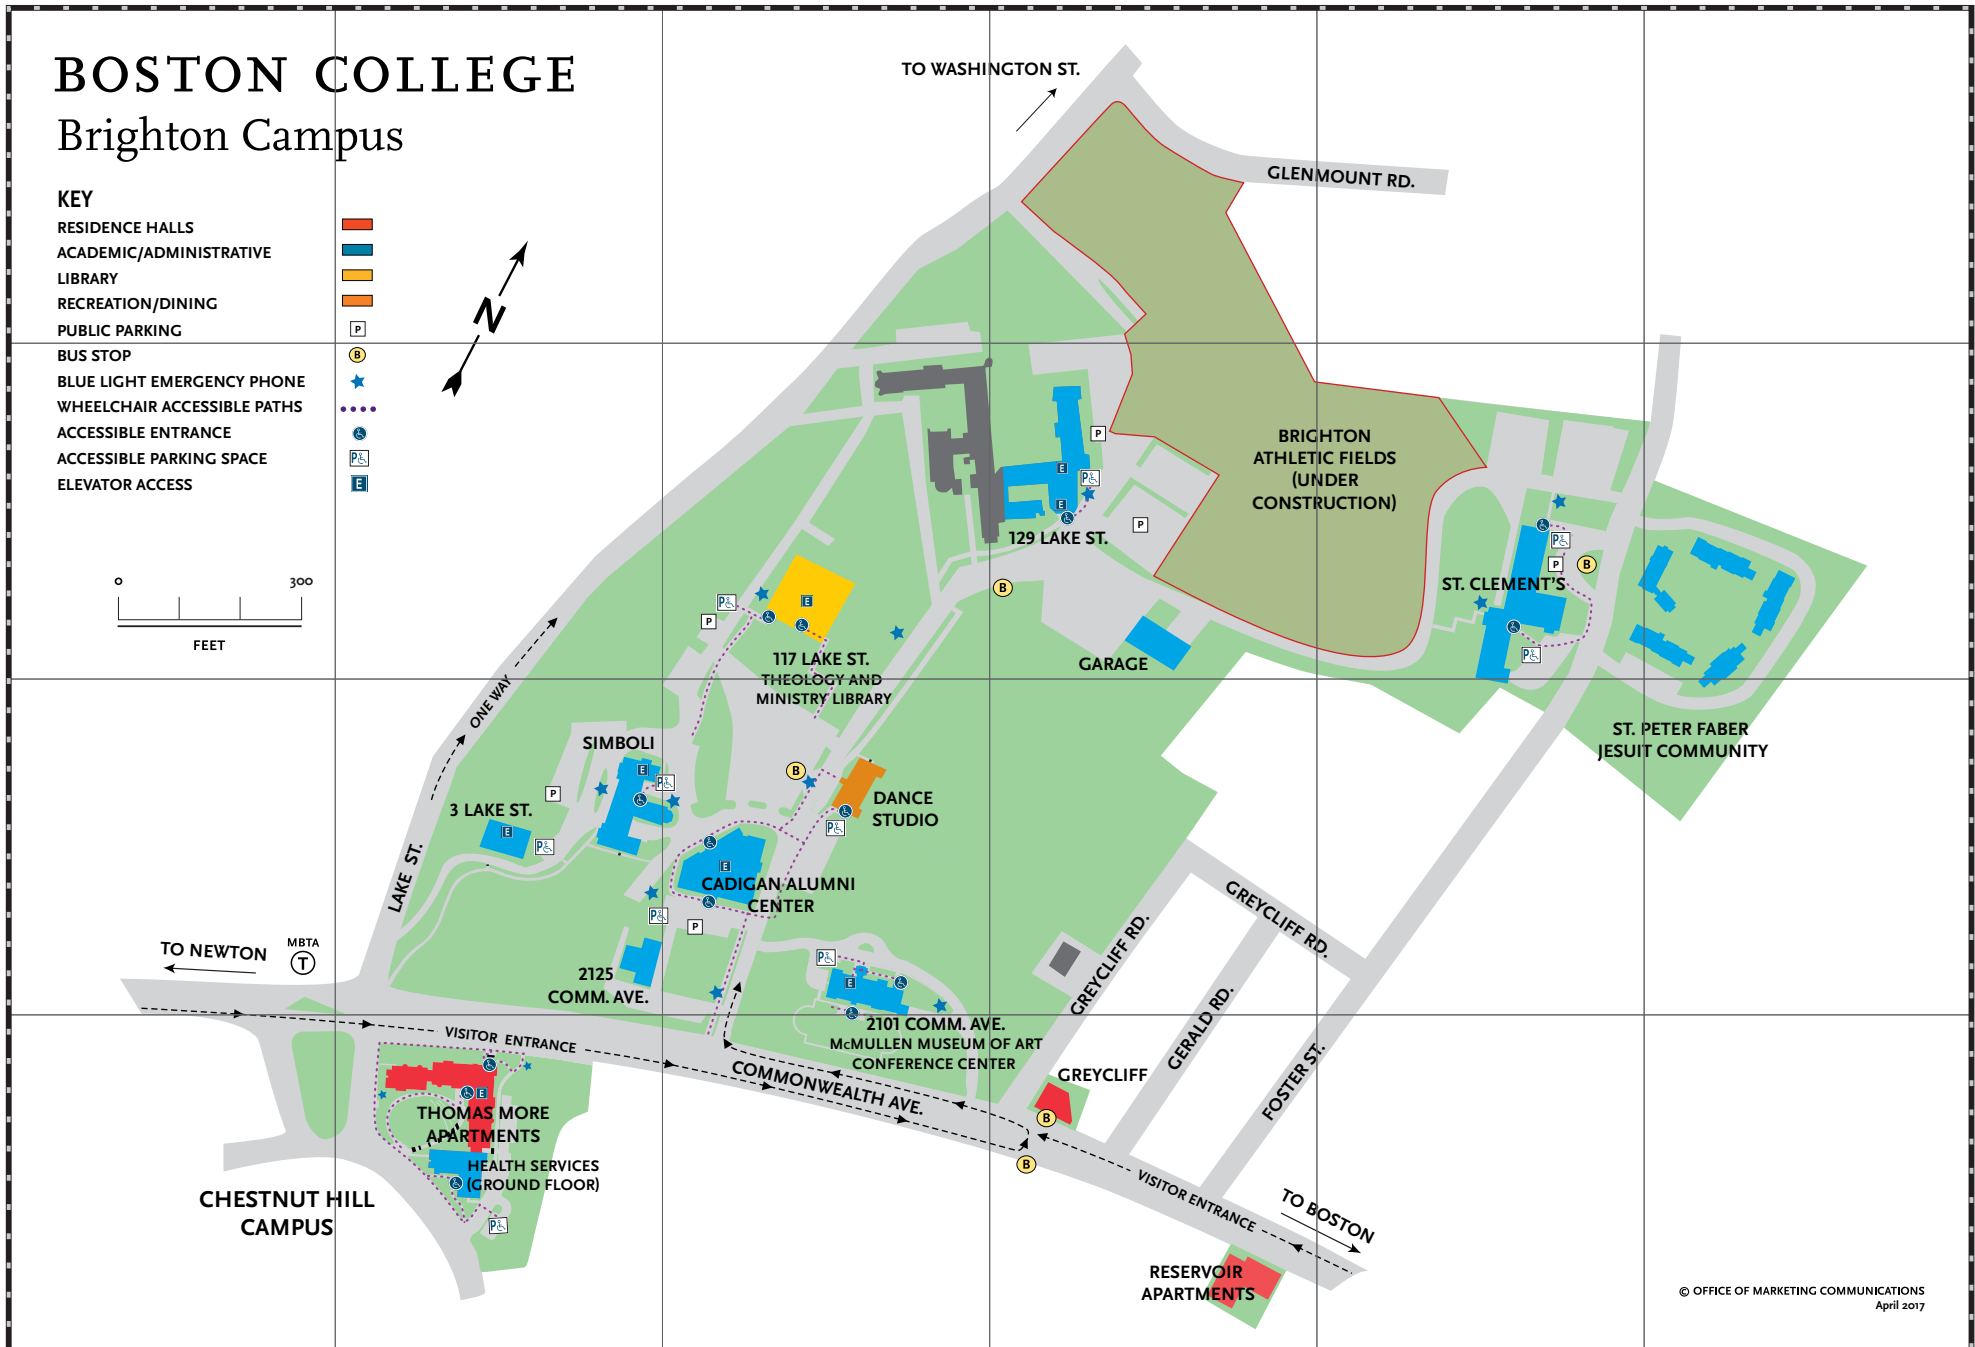 BOSTON COLLEGE
Brighton Campus
KEY
RESIDENCE HALLS
ACADEMIC/ADMINISTRATIVE
LIBRARY
RECREATION/DINING
PUBLIC PARKING
P
BUS STOP
B
BLUE LIGHT EMERGENCY PHONE
WHEELCHAIR ACCESSIBLE PATHS
ACCESSIBLE ENTRANCE
ACCESSIBLE PARKING SPACE
P
ELEVATOR ACCESS
E
N
0 300
FEET
TO WASHINGTON ST.
GLENMOUNT RD.
BRIGHTON
ATHLETIC FIELDS
(UNDER
CONSTRUCTION)
P
P
E
E
129 LAKE ST.
P
B
ST. CLEMENT'S
P
P
B
P
GARAGE
ST. PETER FABER
JESUIT COMMUNITY
P
P
E
117 LAKE ST.
THEOLOGY AND
MINISTRY LIBRARY
ONE WAY
SIMBOLI
E
P
P
3 LAKE ST.
E
P
B
DANCE
STUDIO
P
LAKE ST.
E
CADIGAN ALUMNI
CENTER
P
P
GREYCLIFF RD.
GREYCLIFF RD.
TO NEWTON
MBTA
T
2125
COMM. AVE.
P
E
2101 COMM. AVE.
McMULLEN MUSEUM OF ART
CONFERENCE CENTER
GERALD RD.
FOSTER ST.
VISITOR ENTRANCE
COMMONWEALTH AVE.
GREYCLIFF
B
B
E
THOMAS MORE
APARTMENTS
HEALTH SERVICES
(GROUND FLOOR)
P
CHESTNUT HILL
CAMPUS
VISITOR ENTRANCE
TO BOSTON
RESERVOIR
APARTMENTS
© OFFICE OF MARKETING COMMUNICATIONS
April 2017